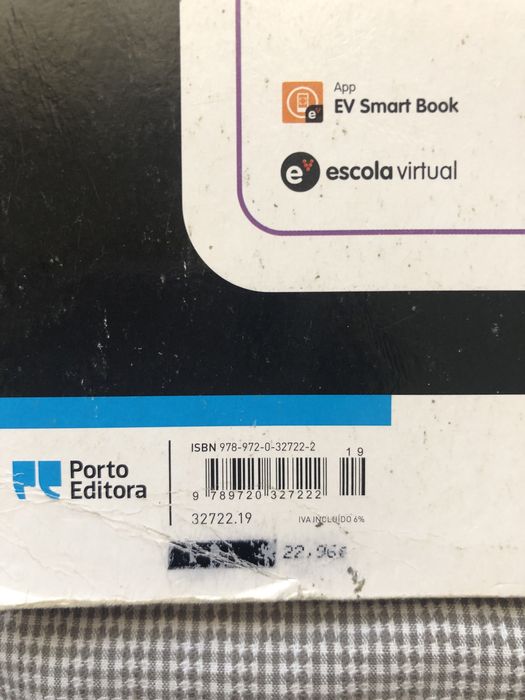 App
EV Smart Book
e
escola virtual
ISBN 978-972-0-32722-2
19
Porto
Editora
9 789720 327222
32722.19
IVA INCLUÍDO 6%
22,96€